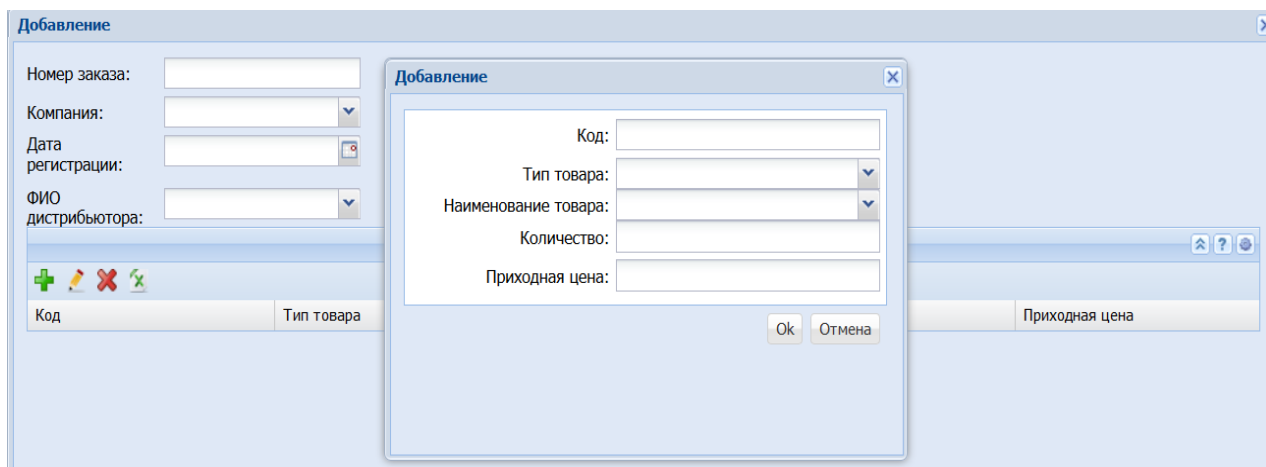 Добавление
Номер заказа:
Компания:
Дата
регистрации:
ФИО
дистрибьютора:
Код
Тип товара
Приходная цена
Добавление
Код:
Тип товара:
Наименование товара:
Количество:
Приходная цена:
Ok
Отмена